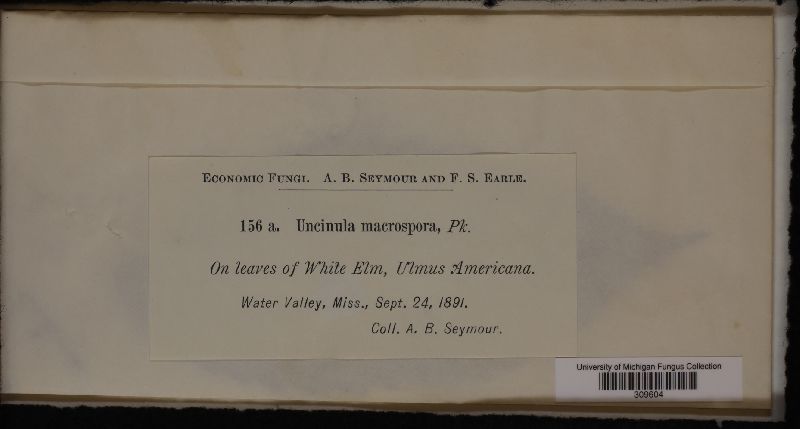 Economic Fungi. A. B. Seymour and F. S. Earle.
156 a. Uncinula macrospora, Pk.
On leaves of White Elm, Ulmus Americana.
Water Valley, Miss., Sept. 24, 1891.
Coll. A. B. Seymour.
University of Michigan Fungus Collection
309604